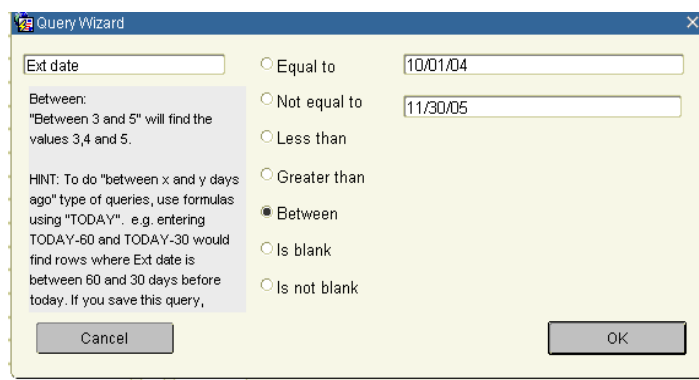 Query Wizard
Ext date
Between:
"Between 3 and 5" will find the
values 3,4 and 5.
HINT: To do "between x and y days
ago" type of queries, use formulas
using "TODAY". e.g. entering
TODAY-60 and TODAY-30 would
find rows where Ext date is
between 60 and 30 days before
today. If you save this query,
Equal to
Not equal to
Less than
Greater than
Between
Is blank
Is not blank
10/01/04
11/30/05
Cancel
OK